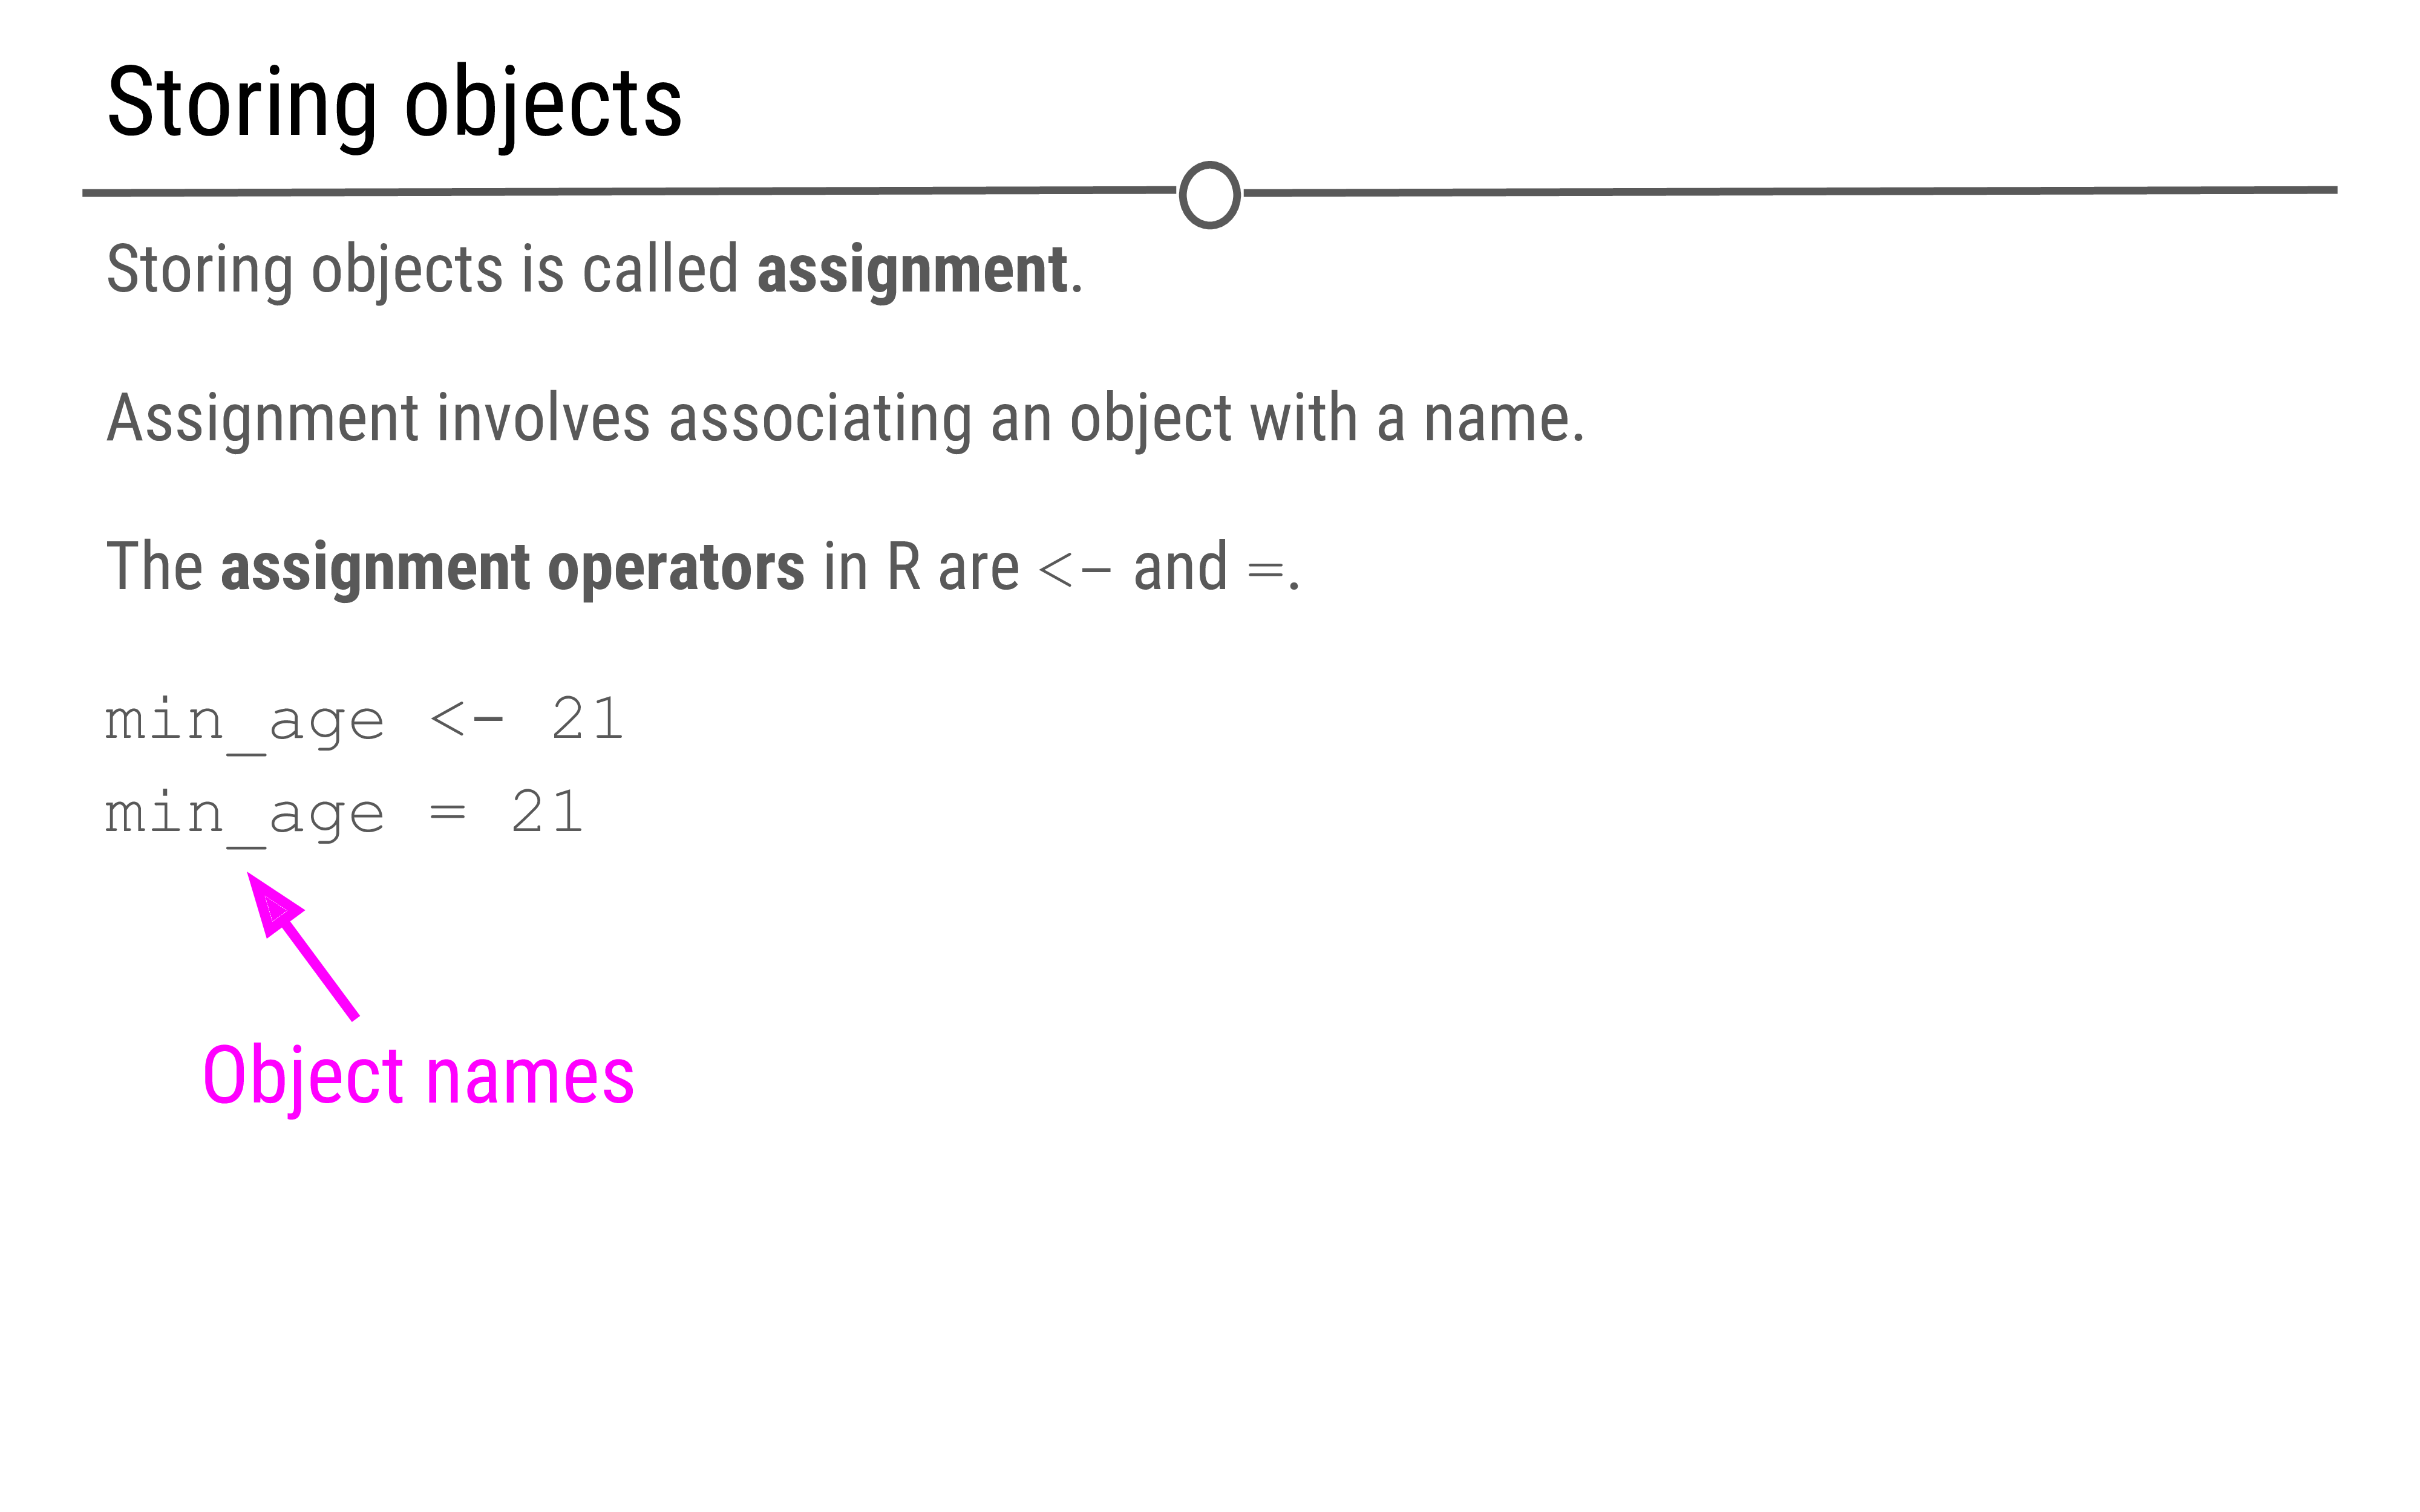 Storing objects
Storing objects is called assignment.
Assignment involves associating an object with a name.
The assignment operators in R are <- and =.
min_age <- 21
min_age = 21
Object names